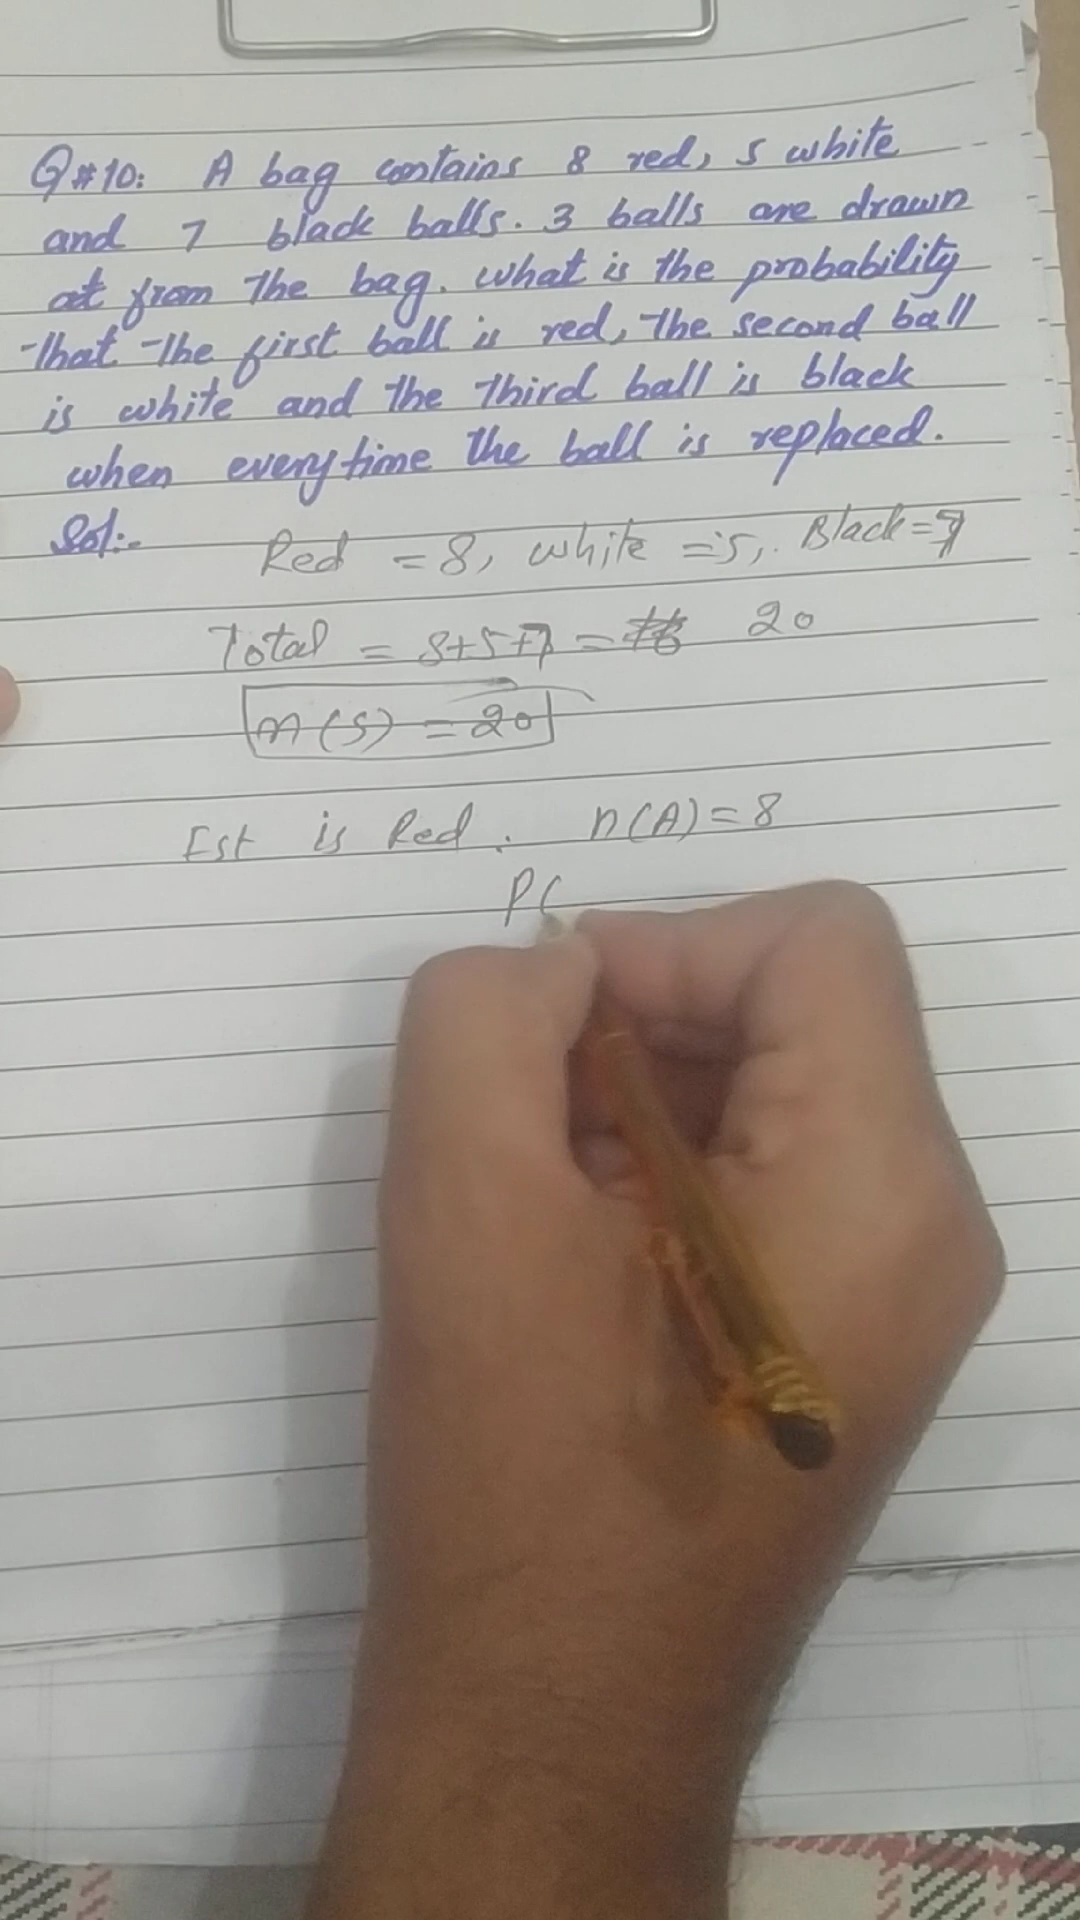 Q#10: A bag contains 8 red, 5 white
and 7 black balls. 3 balls are drawn
at from the bag. What is the probability
that the first ball is red, the second ball
is white and the third ball is black
when everytime the ball is replaced.
Sol:-
Red = 8, white = 5, Black = 7
Total = 8+5+7 = 20
n(S) = 20
Ist is Red. n(A) = 8
P(